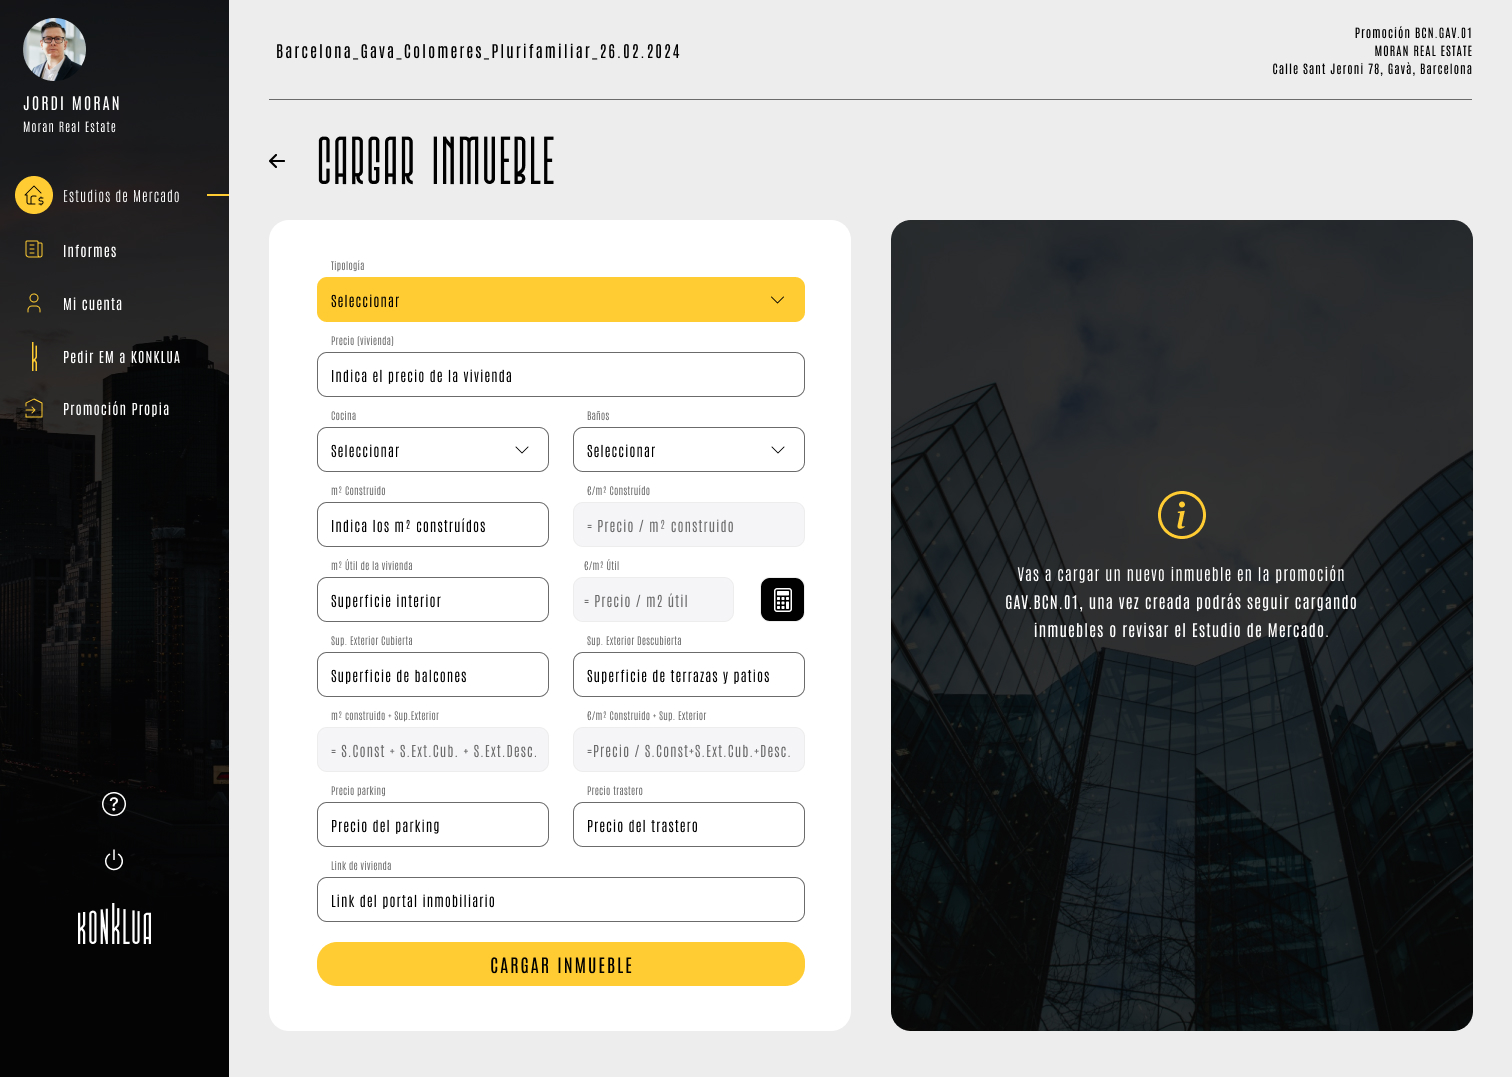 JORDI MORAN
Moran Real Estate
Estudios de Mercado
Informes
Mi cuenta
Pedir EM a KONKLUA
Promoción Propia
?
KONKLUA
Barcelona_Gava_Colomeres_Plurifamiliar_26.02.2024
Promoción BCN.GAV.01
MORAN REAL ESTATE
Calle Sant Jeroni 78, Gavà, Barcelona
CARGAR INMUEBLE
Tipología
Seleccionar
Precio (vivienda)
Indica el precio de la vivienda
Cocina
Baños
Seleccionar
Seleccionar
m² Construido
€/m² Construido
Indica los m² construídos
= Precio / m² construido
m² Útil de la vivienda
€/m² Útil
Superficie interior
= Precio / m2 útil
Sup. Exterior Cubierta
Sup. Exterior Descubierta
Superficie de balcones
Superficie de terrazas y patios
m² construido + Sup.Exterior
€/m² Construido + Sup. Exterior
= S.Const + S.Ext.Cub. + S.Ext.Desc.
=Precio / S.Const+S.Ext.Cub.+Desc.
Precio parking
Precio trastero
Precio del parking
Precio del trastero
Link de vivienda
Link del portal inmobiliario
CARGAR INMUEBLE
i
Vas a cargar un nuevo inmueble en la promoción
GAV.BCN.01, una vez creada podrás seguir cargando
inmuebles o revisar el Estudio de Mercado.